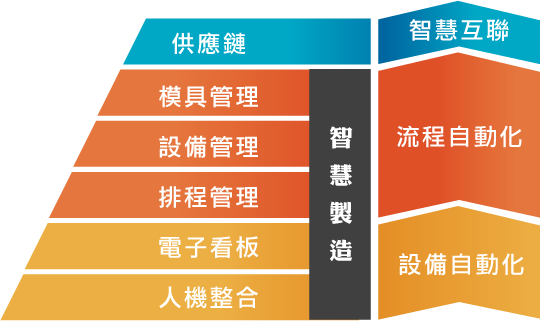 供應鏈
模具管理
設備管理
排程管理
電子看板
人機整合
智慧製造
智慧互聯
流程自動化
設備自動化